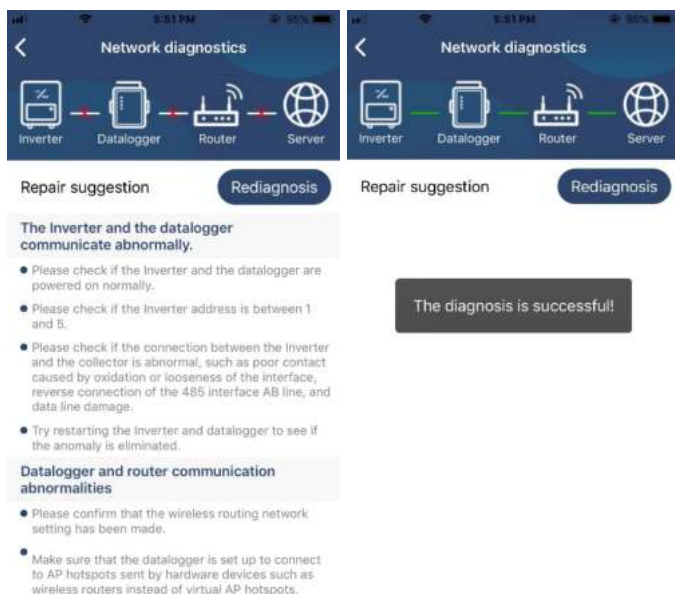 5:51 PM
95%
Network diagnostics
Inverter Datalogger Router Server
Repair suggestion
Rediagnosis
The Inverter and the datalogger
communicate abnormally.
Please check if the Inverter and the datalogger are
powered on normally.
Please check if the Inverter address is between 1
and 5.
Please check if the connection between the Inverter
and the collector is abnormal, such as poor contact
caused by oxidation or looseness of the interface,
reverse connection of the 485 interface AB line, and
data line damage.
Try restarting the Inverter and datalogger to see if
the anomaly is eliminated.
Datalogger and router communication
abnormalities
Please confirm that the wireless routing network
setting has been made.
Make sure that the datalogger is set up to connect
to AP hotspots sent by hardware devices such as
wireless routers instead of virtual AP hotspots.
5:51 PM
95%
Network diagnostics
Inverter Datalogger Router Server
Repair suggestion
Rediagnosis
The diagnosis is successful!